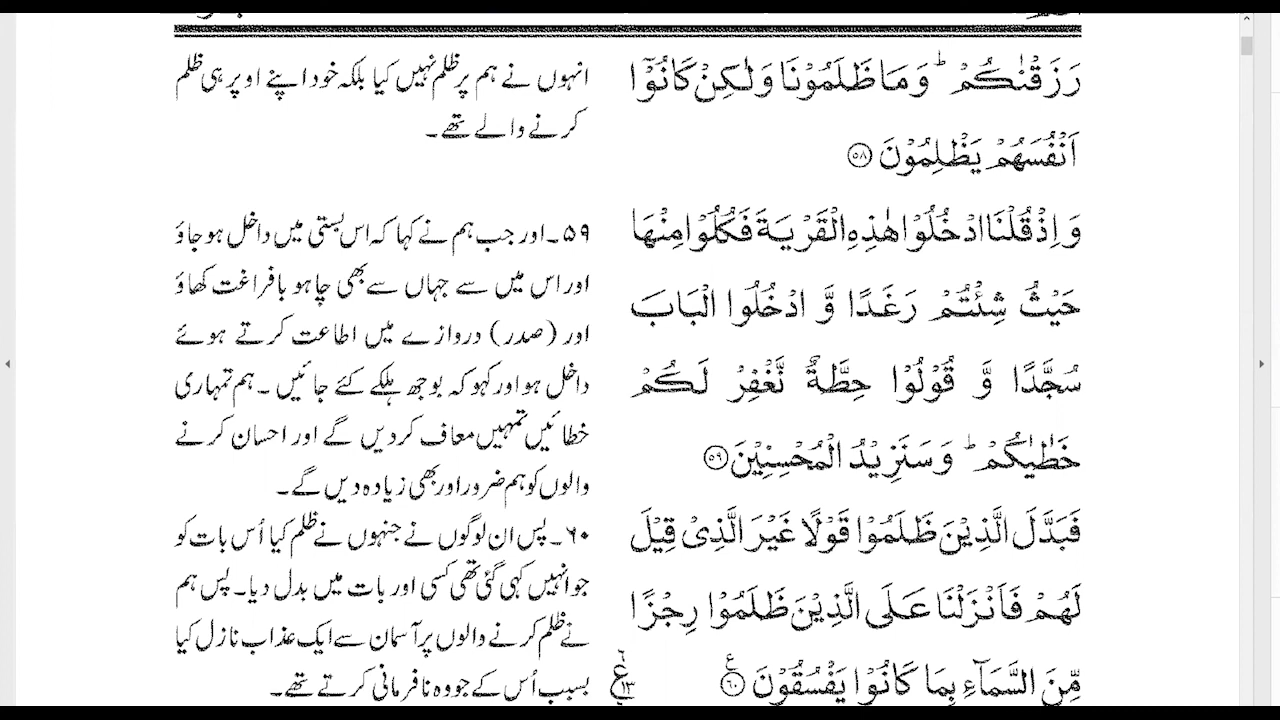 رَزَقْنٰكُمْ ؕ وَمَا ظَلَمُوْنَا وَلٰكِنْ كَانُوْۤا
اَنْفُسَهُمْ يَظْلِمُوْنَ ۝۵۸
وَاِذْ قُلْنَا ادْخُلُوْا هٰذِهِ الْقَرْيَةَ فَكُلُوْا مِنْهَا
حَيْثُ شِئْتُمْ رَغَدًا وَّ ادْخُلُوا الْبَابَ
سُجَّدًا وَّ قُوْلُوْا حِطَّةٌ نَّغْفِرْ لَكُمْ
خَطٰيٰكُمْ ؕ وَسَنَزِيْدُ الْمُحْسِنِيْنَ ۝۵۹
فَبَدَّلَ الَّذِيْنَ ظَلَمُوْا قَوْلًا غَيْرَ الَّذِيْ قِيْلَ
لَهُمْ فَاَنْزَلْنَا عَلَى الَّذِيْنَ ظَلَمُوْا رِجْزًا
مِّنَ السَّمَآءِ بِمَا كَانُوْا يَفْسُقُوْنَ ۝۶۰ ع
انہوں نے ہم پر ظلم نہیں کیا بلکہ خود اپنے اوپر ہی ظلم
کرنے والے تھے۔
۵۹۔ اور جب ہم نے کہا کہ اس بستی میں داخل ہو جاؤ
اور اس میں سے جہاں سے بھی چاہو بافراغت کھاؤ
اور (صدر) دروازے میں اطاعت کرتے ہوئے
داخل ہو اور کہو کہ بوجھ ہلکے کئے جائیں۔ ہم تمہاری
خطائیں تمہیں معاف کردیں گے اور احسان کرنے
والوں کو ہم ضرور اور بھی زیادہ دیں گے۔
۶۰۔ پس ان لوگوں نے جنہوں نے ظلم کیا اُس بات کو
جو انہیں کہی گئی تھی کسی اور بات میں بدل دیا۔ پس ہم
نے ظلم کرنے والوں پر آسمان سے ایک عذاب نازل کیا
بسبب اُس کے جو وہ نافرمانی کرتے تھے۔
۶ ع ۱۳